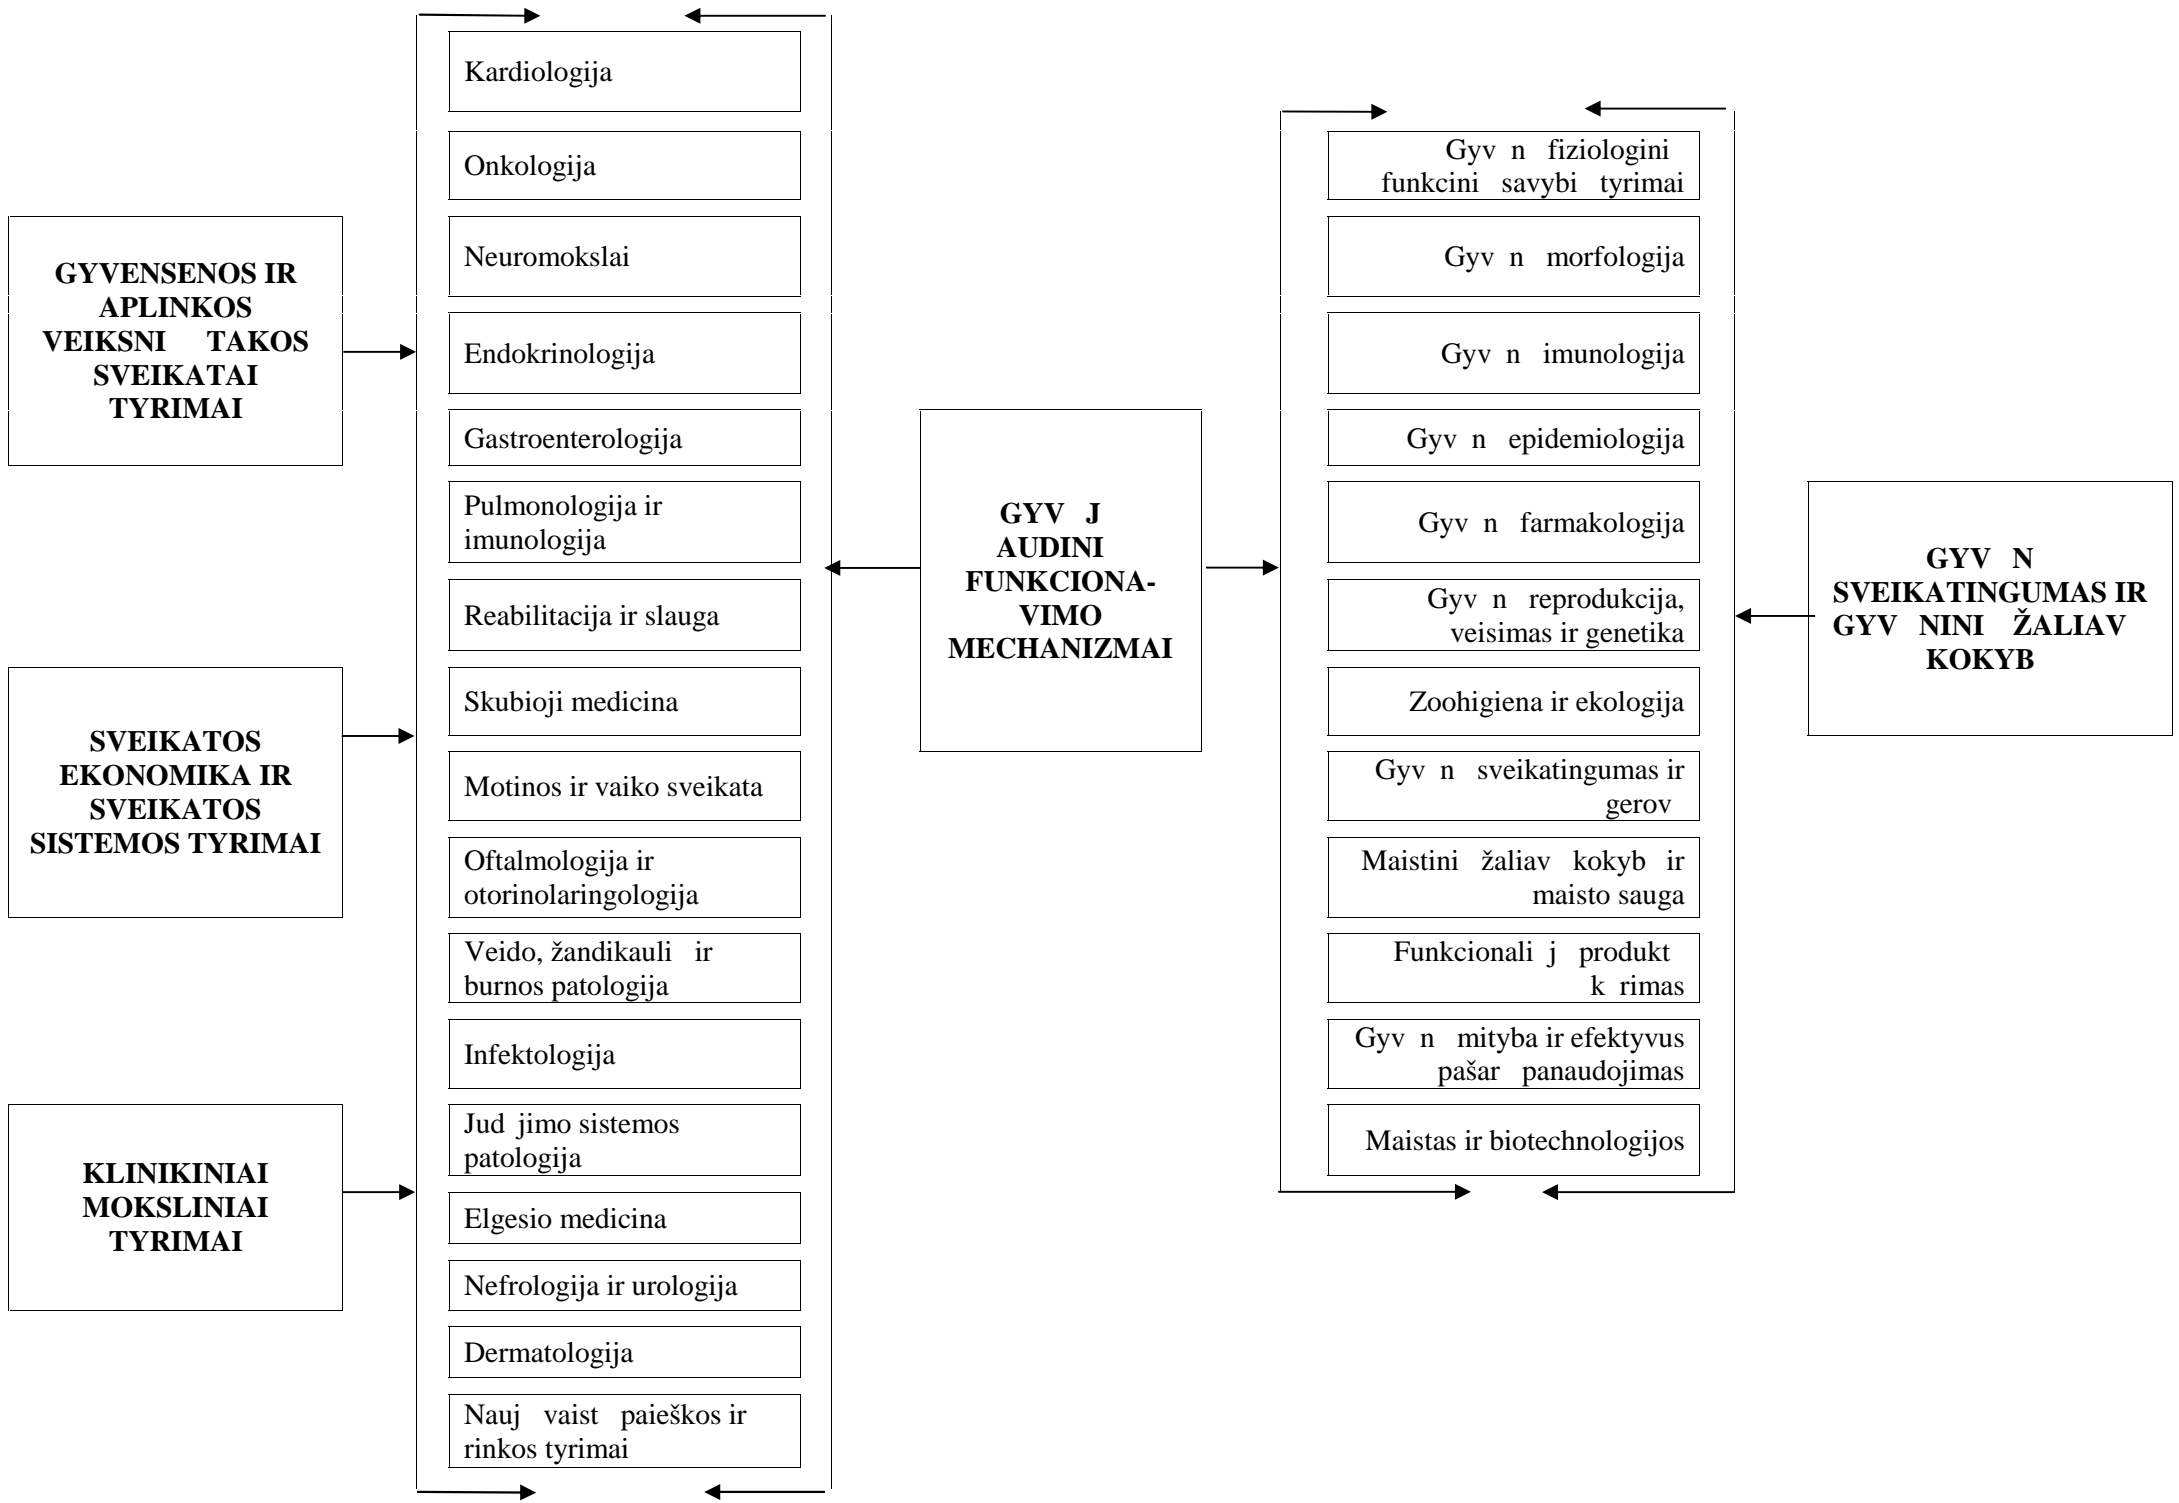 GYVENSENOS IR
APLINKOS
VEIKSNI TAKOS
SVEIKATAI
TYRIMAI
SVEIKATOS
EKONOMIKA IR
SVEIKATOS
SISTEMOS TYRIMAI
KLINIKINIAI
MOKSLINIAI
TYRIMAI
Kardiologija
Onkologija
Neuromokslai
Endokrinologija
Gastroenterologija
Pulmonologija ir
imunologija
Reabilitacija ir slauga
Skubioji medicina
Motinos ir vaiko sveikata
Oftalmologija ir
otorinolaringologija
Veido, žandikauli ir
burnos patologija
Infektologija
Jud jimo sistemos
patologija
Elgesio medicina
Nefrologija ir urologija
Dermatologija
Nauj vaist paieškos ir
rinkos tyrimai
GYV J
AUDINI
FUNKCIONA-
VIMO
MECHANIZMAI
Gyv n fiziologini
funkcini savybi tyrimai
Gyv n morfologija
Gyv n imunologija
Gyv n epidemiologija
Gyv n farmakologija
Gyv n reprodukcija,
veisimas ir genetika
Zoohigiena ir ekologija
Gyv n sveikatingumas ir
gerov
Maistini žaliav kokyb ir
maisto sauga
Funkcionali j produkt
k rimas
Gyv n mityba ir efektyvus
pašar panaudojimas
Maistas ir biotechnologijos
GYV N
SVEIKATINGUMAS IR
GYV NINI ŽALIAV
KOKYB